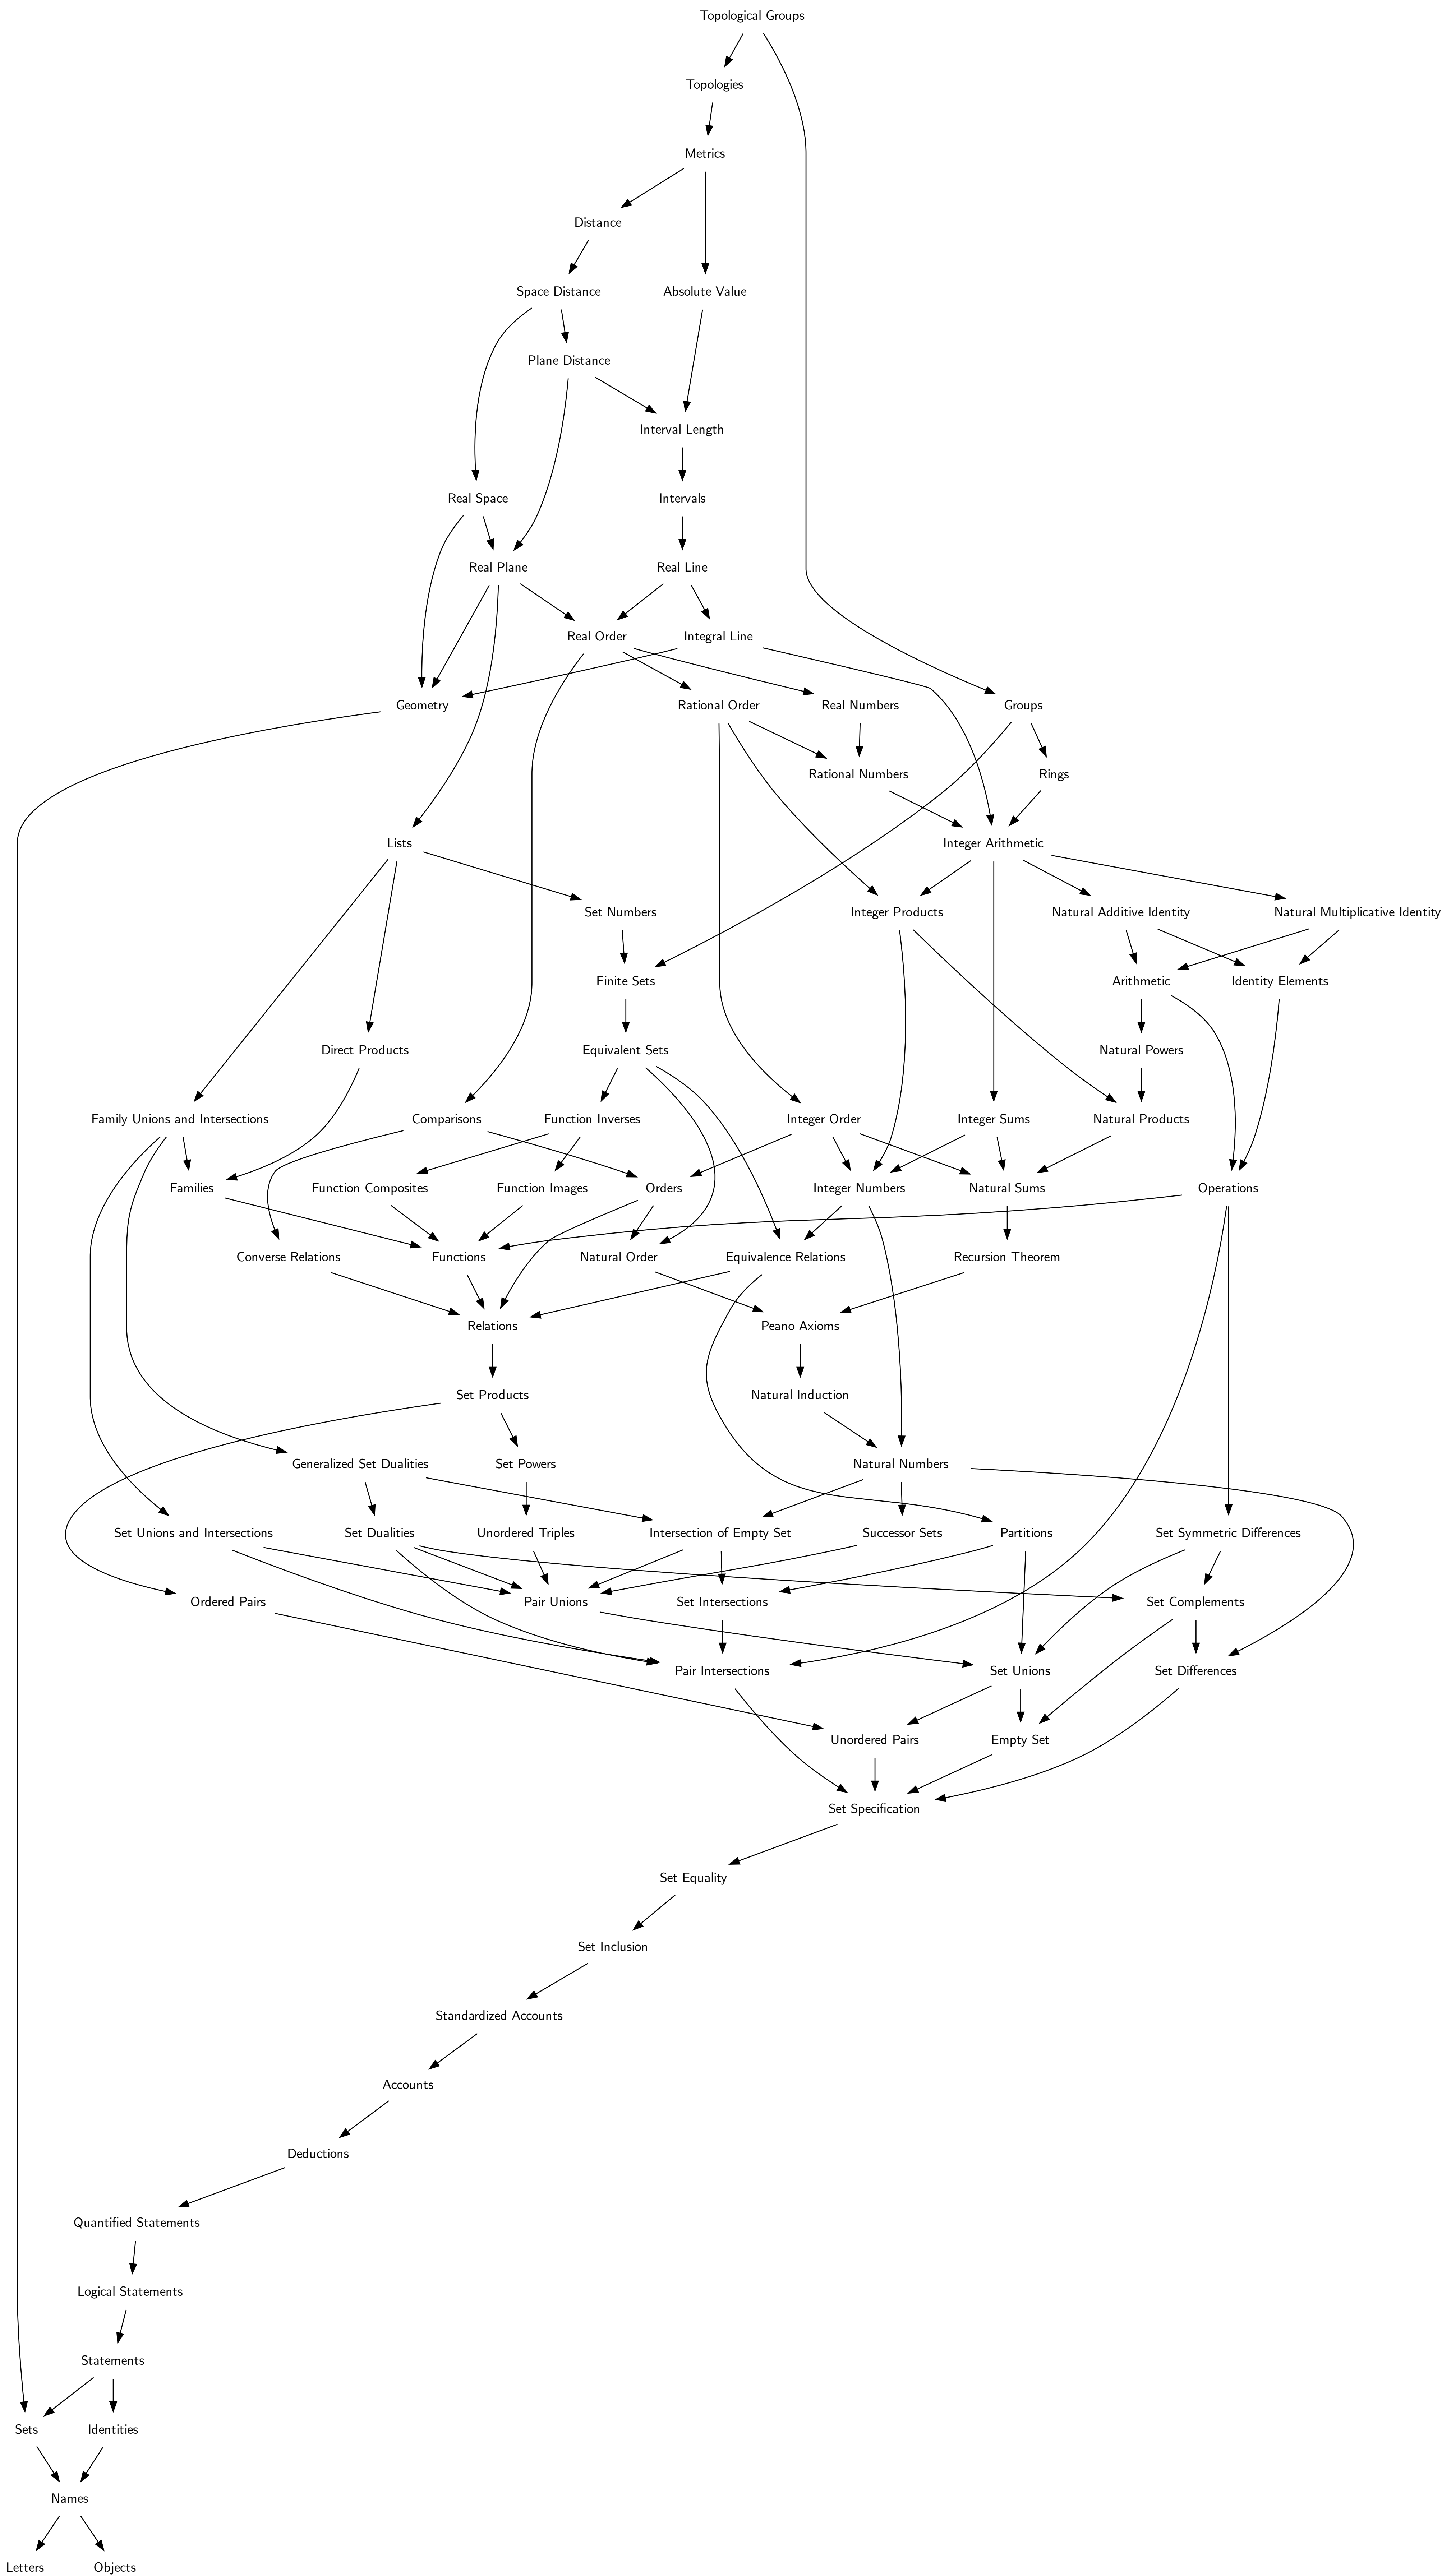 Topological Groups
Topologies
Metrics
Distance
Space Distance
Absolute Value
Plane Distance
Interval Length
Real Space
Intervals
Real Plane
Real Line
Real Order
Integral Line
Geometry
Rational Order
Real Numbers
Groups
Rational Numbers
Rings
Lists
Integer Arithmetic
Set Numbers
Integer Products
Natural Additive Identity
Natural Multiplicative Identity
Finite Sets
Arithmetic
Identity Elements
Direct Products
Equivalent Sets
Natural Powers
Family Unions and Intersections
Comparisons
Function Inverses
Integer Order
Integer Sums
Natural Products
Families
Function Composites
Function Images
Orders
Integer Numbers
Natural Sums
Operations
Converse Relations
Functions
Natural Order
Equivalence Relations
Recursion Theorem
Relations
Peano Axioms
Set Products
Natural Induction
Generalized Set Dualities
Set Powers
Natural Numbers
Set Unions and Intersections
Set Dualities
Unordered Triples
Intersection of Empty Set
Successor Sets
Partitions
Set Symmetric Differences
Ordered Pairs
Pair Unions
Set Intersections
Set Complements
Pair Intersections
Set Unions
Set Differences
Unordered Pairs
Empty Set
Set Specification
Set Equality
Set Inclusion
Standardized Accounts
Accounts
Deductions
Quantified Statements
Logical Statements
Statements
Sets
Identities
Names
Letters
Objects